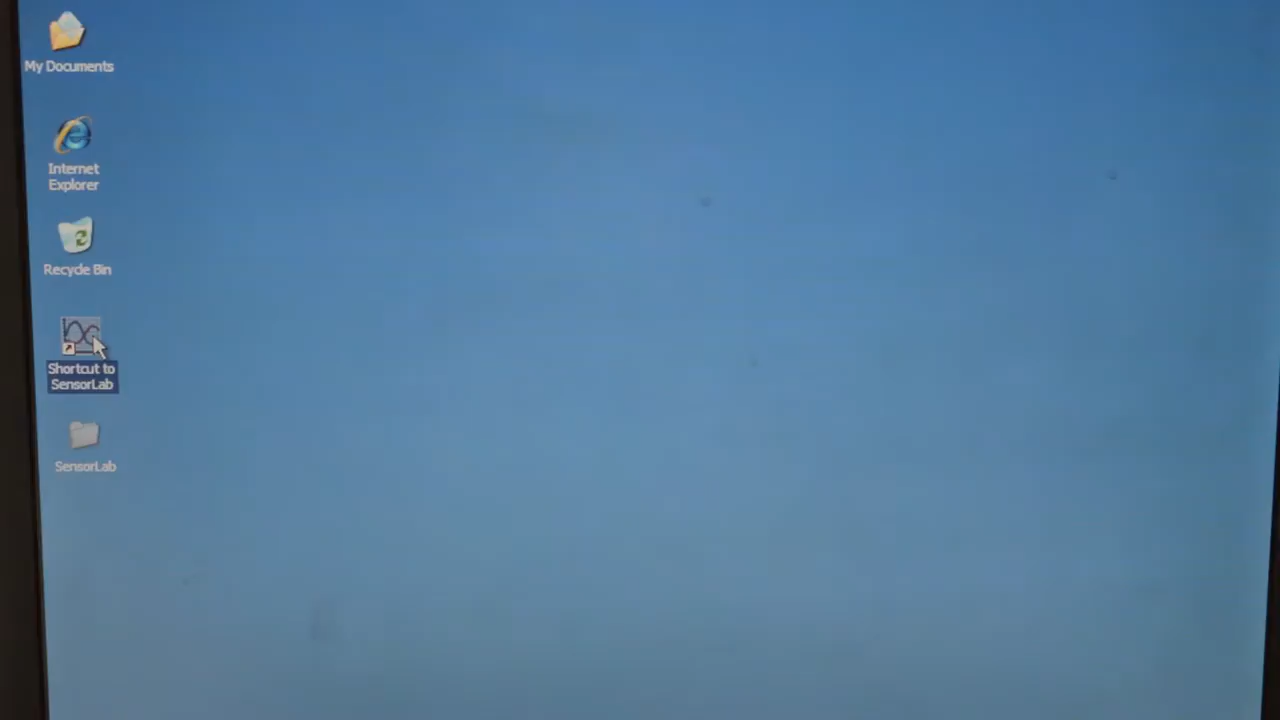 My Documents
Internet
Explorer
Recycle Bin
Shortcut to
SensorLab
SensorLab